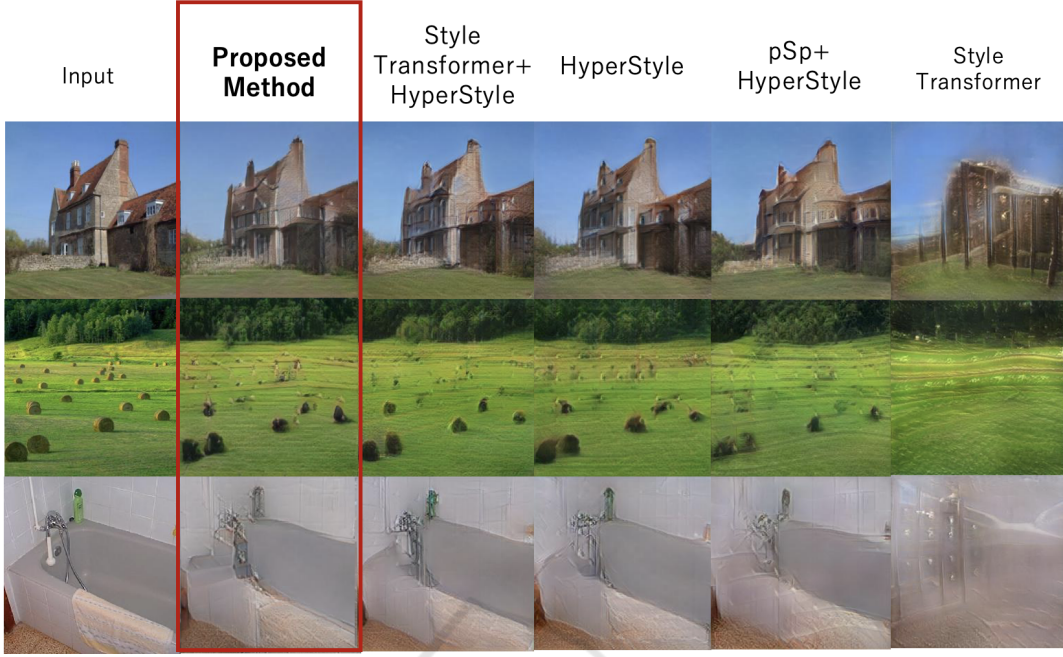 Input
Proposed
Method
Style
Transformer+
HyperStyle
HyperStyle
pSp+
HyperStyle
Style
Transformer